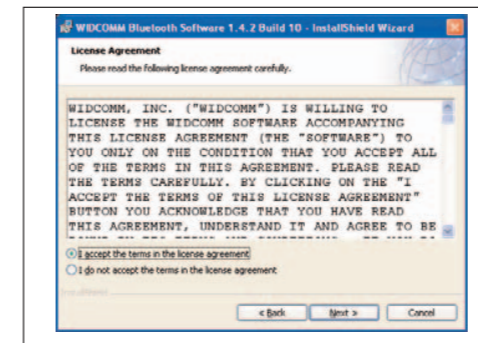 WIDCOMM Bluetooth Software 1.4.2 Build 10 - InstallShield Wizard
License Agreement
Please read the following license agreement carefully.
WIDCOMM, INC. ("WIDCOMM") IS WILLING TO
LICENSE THE WIDCOMM SOFTWARE ACCOMPANYING
THIS LICENSE AGREEMENT (THE "SOFTWARE") TO
YOU ONLY ON THE CONDITION THAT YOU ACCEPT ALL
OF THE TERMS IN THIS AGREEMENT. PLEASE READ
THE TERMS CAREFULLY. BY CLICKING ON THE "I
ACCEPT THE TERMS OF THIS LICENSE AGREEMENT"
BUTTON YOU ACKNOWLEDGE THAT YOU HAVE READ
THIS AGREEMENT, UNDERSTAND IT AND AGREE TO BE
I accept the terms in the license agreement
I do not accept the terms in the license agreement
< Back Next > Cancel